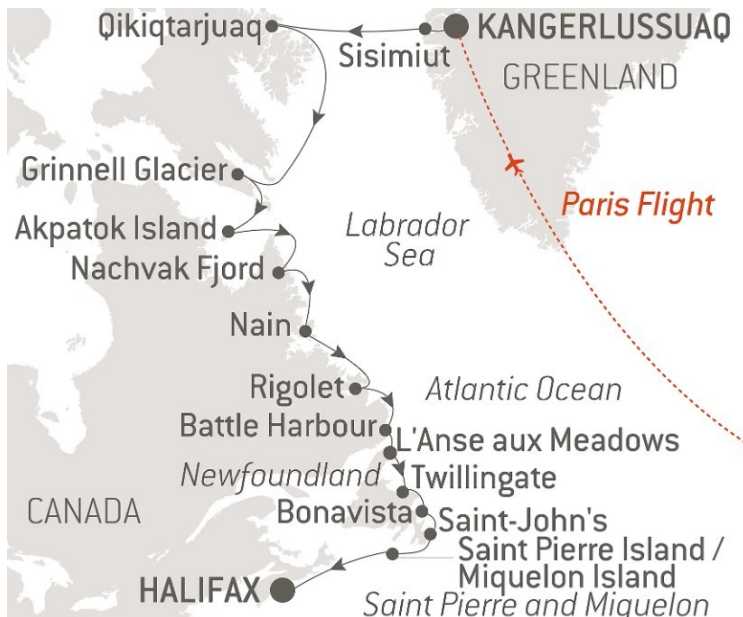 Qikiqtarjuaq
KANGERLUSSUAQ
Sisimiut
GREENLAND
Grinnell Glacier
Paris Flight
Akpatok Island
Labrador
Sea
Nachvak Fjord
Nain
Rigolet
Atlantic Ocean
Battle Harbour
L'Anse aux Meadows
Newfoundland
Twillingate
CANADA
Bonavista
Saint-John's
Saint Pierre Island /
Miquelon Island
HALIFAX
Saint Pierre and Miquelon